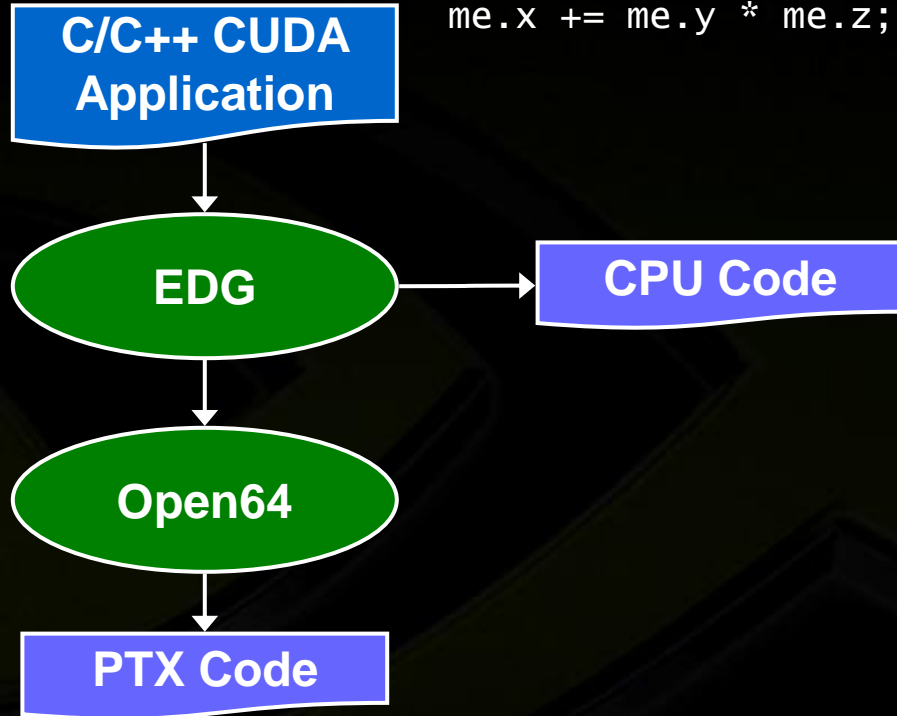 C/C++ CUDA
Application
me.x += me.y * me.z;
EDG
CPU Code
Open64
PTX Code